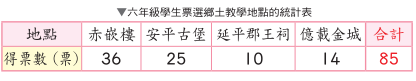 ▼六年級學生票選鄉土教學地點的統計表
地點 赤嵌樓 安平古堡 延平郡王祠 億載金城 合計
得票數(票) 36 25 10 14 85